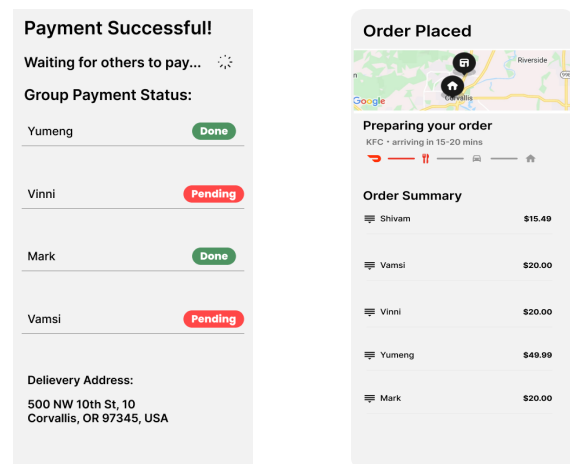 Payment Successful!
Waiting for others to pay...
Group Payment Status:
Yumeng Done
Vinni Pending
Mark Done
Vamsi Pending
Delievery Address:
500 NW 10th St, 10
Corvallis, OR 97345, USA
Order Placed
Riverside
n
Google
Corvallis
Preparing your order
KFC • arriving in 15-20 mins
Order Summary
Shivam $15.49
Vamsi $20.00
Vinni $20.00
Yumeng $49.99
Mark $20.00